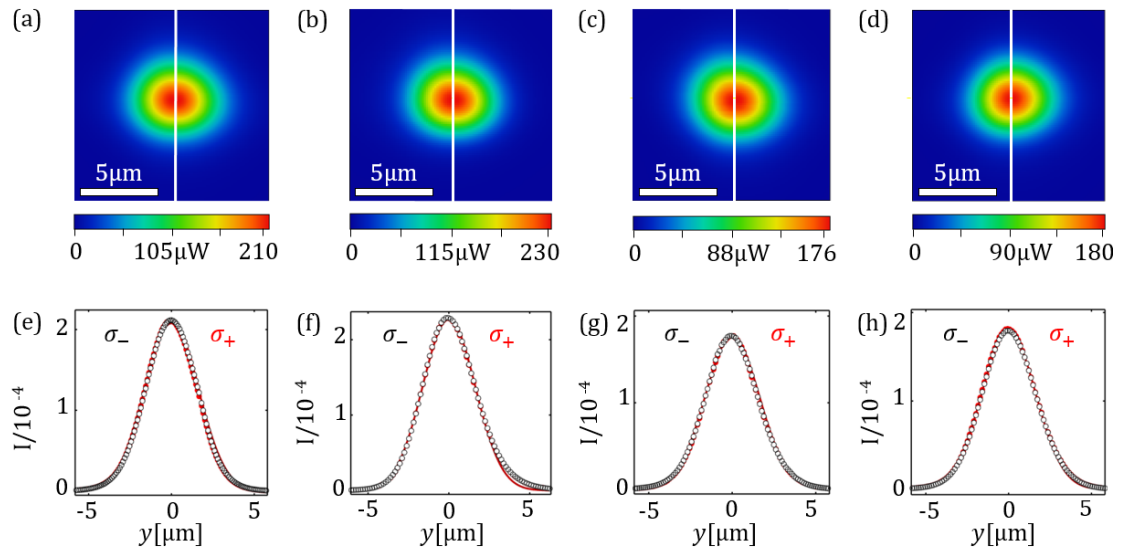 (a) (b) (c) (d)
5μm 5μm 5μm 5μm
0 105μW 210 0 115μW 230 0 88μW 176 0 90μW 180
(e) (f) (g) (h)
2 σ₋ σ₊ 2 σ₋ σ₊ 2 σ₋ σ₊ 2 σ₋ σ₊
I/10⁻⁴ 1 I/10⁻⁴ 1 I/10⁻⁴ 1 I/10⁻⁴ 1
0 0 0 0
-5 0 5 -5 0 5 -5 0 5 -5 0 5
y[μm] y[μm] y[μm] y[μm]